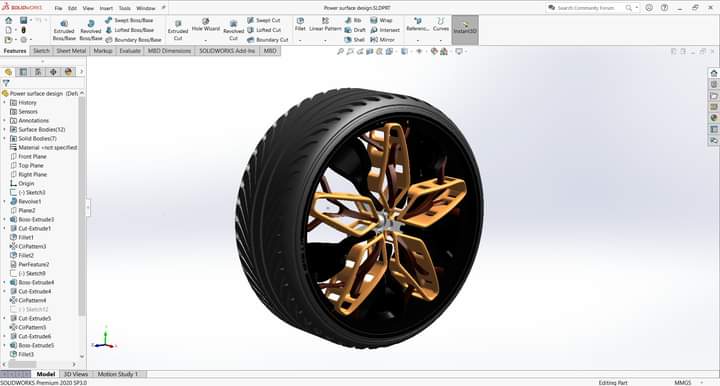 SOLIDWORKS File Edit View Insert Tools Window Power surface design.SLDPRT Search Community Forum
Extruded Boss/Base Revolved Boss/Base Swept Boss/Base Lofted Boss/Base Boundary Boss/Base Extruded Cut Hole Wizard Revolved Cut Swept Cut Lofted Cut Boundary Cut Fillet Linear Pattern Rib Draft Shell Wrap Intersect Mirror Referenc... Curves Instant3D
Features Sketch Sheet Metal Markup Evaluate MBD Dimensions SOLIDWORKS Add-Ins MBD
Power surface design (Defa
History
Sensors
Annotations
Surface Bodies(12)
Solid Bodies(7)
Material <not specified
Front Plane
Top Plane
Right Plane
Origin
(-) Sketch3
Revolve1
Plane2
Boss-Extrude3
Cut-Extrude1
Fillet1
CirPattern3
Fillet2
PwrFeature2
(-) Sketch9
Boss-Extrude4
Cut-Extrude4
CirPattern4
(-) Sketch12
Cut-Extrude5
CirPattern5
Cut-Extrude6
Boss-Extrude5
Fillet3
Model 3D Views Motion Study 1
SOLIDWORKS Premium 2020 SP3.0 Editing Part MMGS